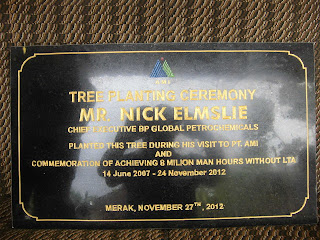 AMI
TREE PLANTING CEREMONY
MR. NICK ELMSLIE
CHIEF EXECUTIVE BP GLOBAL PETROCHEMICALS
PLANTED THIS TREE DURING HIS VISIT TO PT. AMI
AND
COMMEMORATION OF ACHIEVING 8 MILION MAN HOURS WITHOUT LTA
14 June 2007 - 24 November 2012
MERAK, NOVEMBER 27TH, 2012